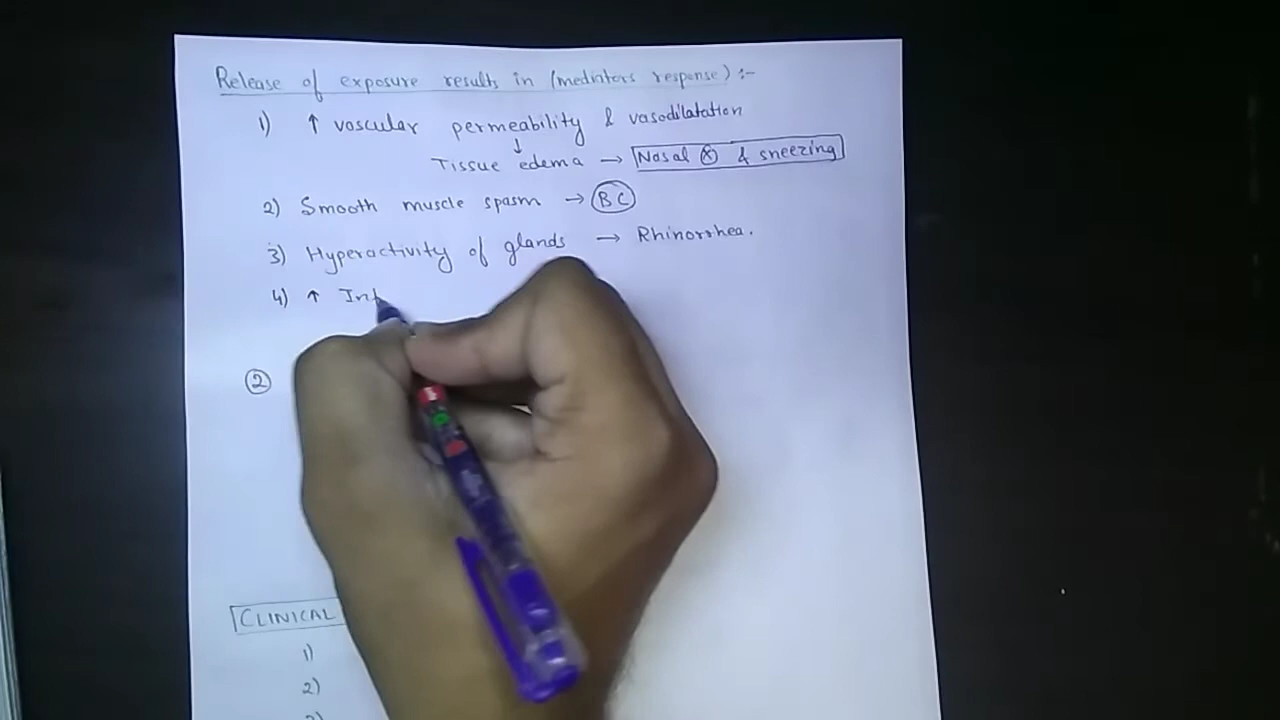 Release of exposure results in (mediators response) :-
1) ↑ vascular permeability & vasodilatation
↓
Tissue edema → Nasal ⊗ & sneezing
2) Smooth muscle spasm → BC
3) Hyperactivity of glands → Rhinorrhea.
4) ↑ Inf
②
CLINICAL
1)
2)